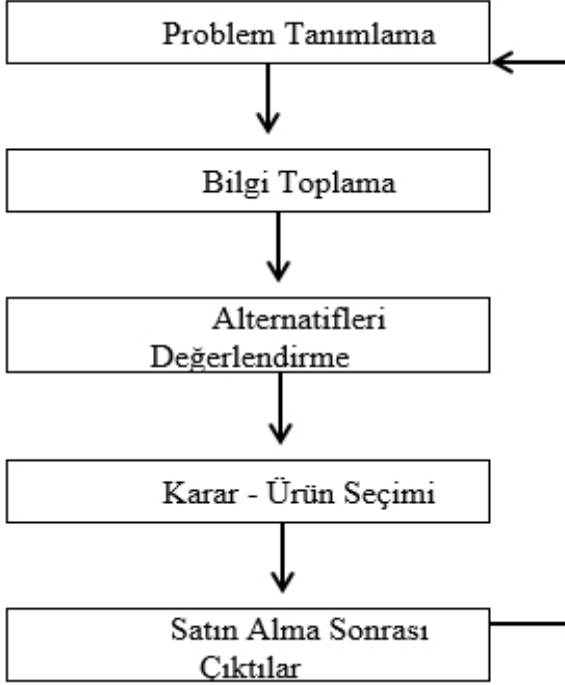 Problem Tanımlama
Bilgi Toplama
Alternatifleri
Değerlendirme
Karar - Ürün Seçimi
Satın Alma Sonrası
Çıktılar